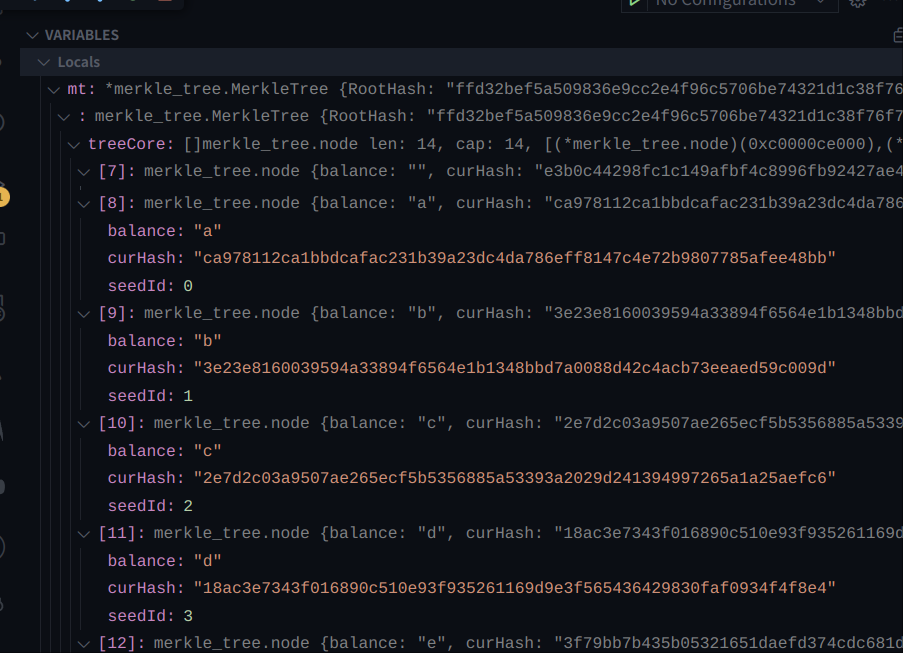 No Configurations
VARIABLES
Locals
mt: *merkle_tree.MerkleTree {RootHash: "ffd32bef5a509836e9cc2e4f96c5706be74321d1c38f76
: merkle_tree.MerkleTree {RootHash: "ffd32bef5a509836e9cc2e4f96c5706be74321d1c38f76f7
treeCore: []merkle_tree.node len: 14, cap: 14, [(*merkle_tree.node)(0xc0000ce000),(*
[7]: merkle_tree.node {balance: "", curHash: "e3b0c44298fc1c149afbf4c8996fb92427ae4
[8]: merkle_tree.node {balance: "a", curHash: "ca978112ca1bbdcafac231b39a23dc4da786
balance: "a"
curHash: "ca978112ca1bbdcafac231b39a23dc4da786eff8147c4e72b9807785afee48bb"
seedId: 0
[9]: merkle_tree.node {balance: "b", curHash: "3e23e8160039594a33894f6564e1b1348bbd
balance: "b"
curHash: "3e23e8160039594a33894f6564e1b1348bbd7a0088d42c4acb73eeaed59c009d"
seedId: 1
[10]: merkle_tree.node {balance: "c", curHash: "2e7d2c03a9507ae265ecf5b5356885a5339
balance: "c"
curHash: "2e7d2c03a9507ae265ecf5b5356885a53393a2029d241394997265a1a25aefc6"
seedId: 2
[11]: merkle_tree.node {balance: "d", curHash: "18ac3e7343f016890c510e93f935261169d
balance: "d"
curHash: "18ac3e7343f016890c510e93f935261169d9e3f565436429830faf0934f4f8e4"
seedId: 3
[12]: merkle_tree.node {balance: "e", curHash: "3f79bb7b435b05321651daefd374cdc681d